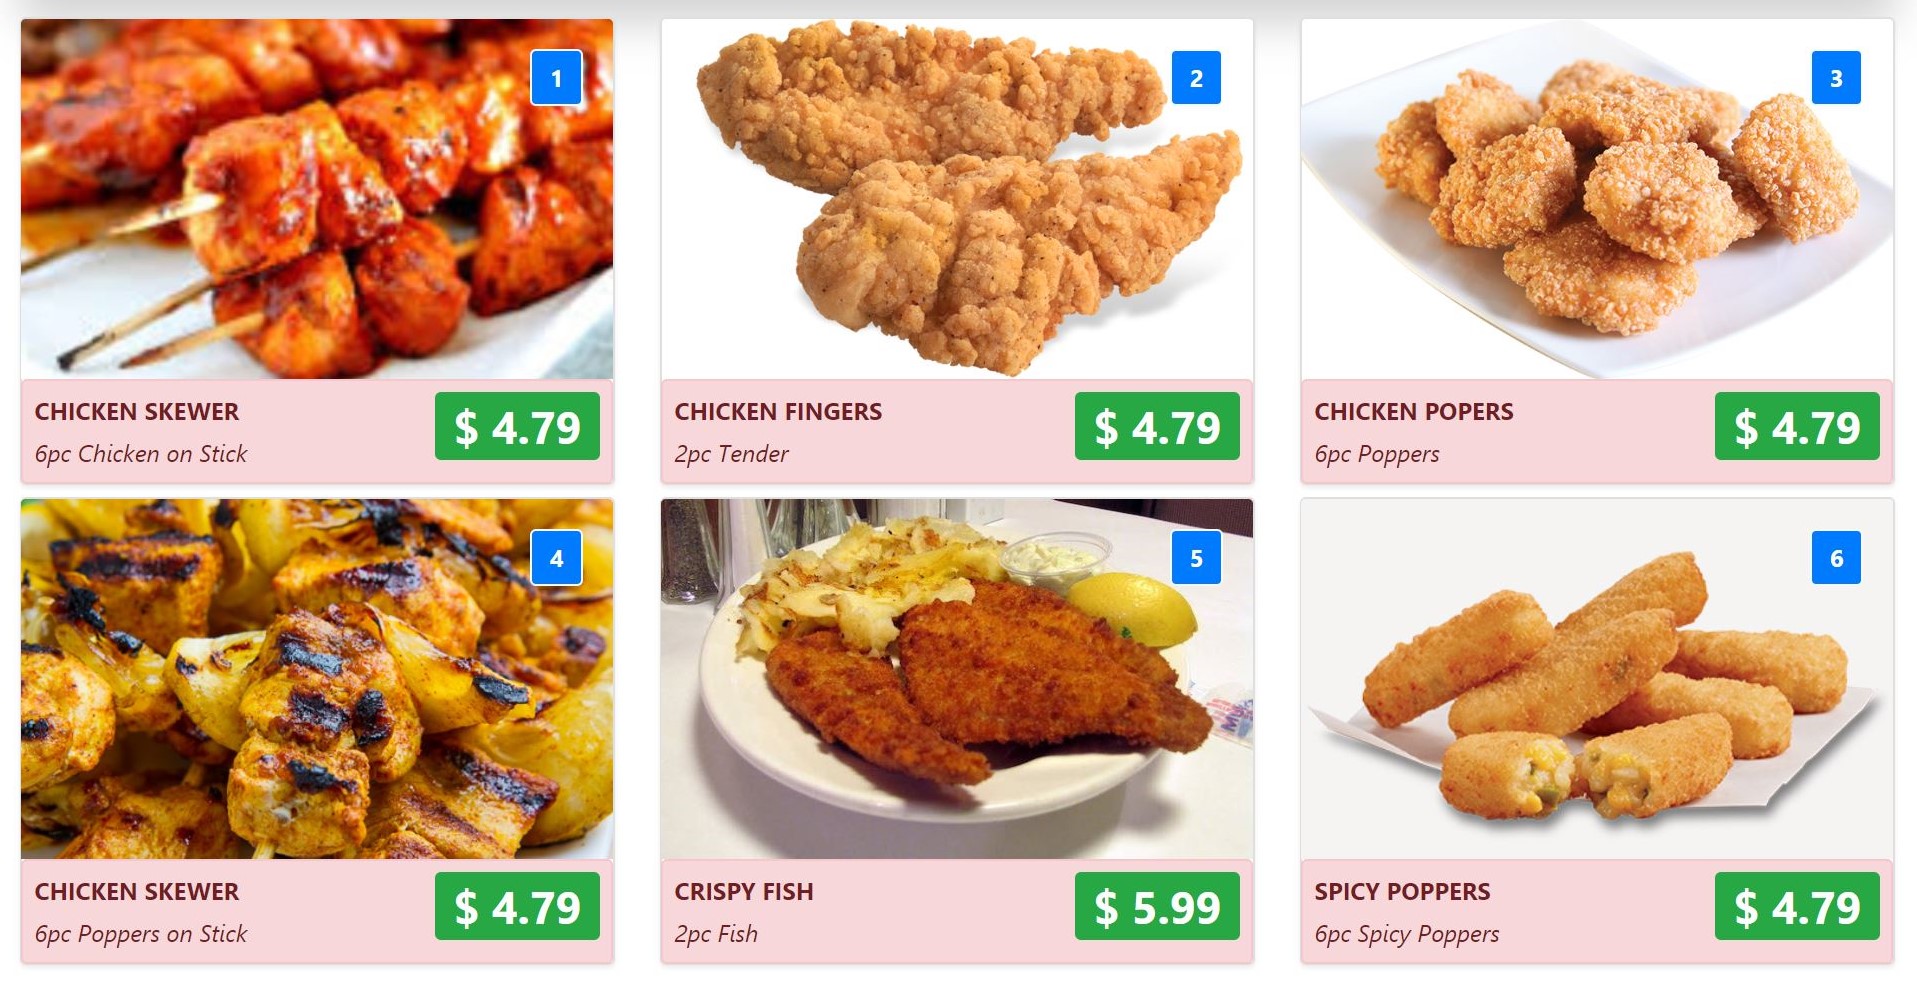 1
CHICKEN SKEWER
$ 4.79
6pc Chicken on Stick
2
CHICKEN FINGERS
$ 4.79
2pc Tender
3
CHICKEN POPERS
$ 4.79
6pc Poppers
4
CHICKEN SKEWER
$ 4.79
6pc Poppers on Stick
5
CRISPY FISH
$ 5.99
2pc Fish
6
SPICY POPPERS
$ 4.79
6pc Spicy Poppers